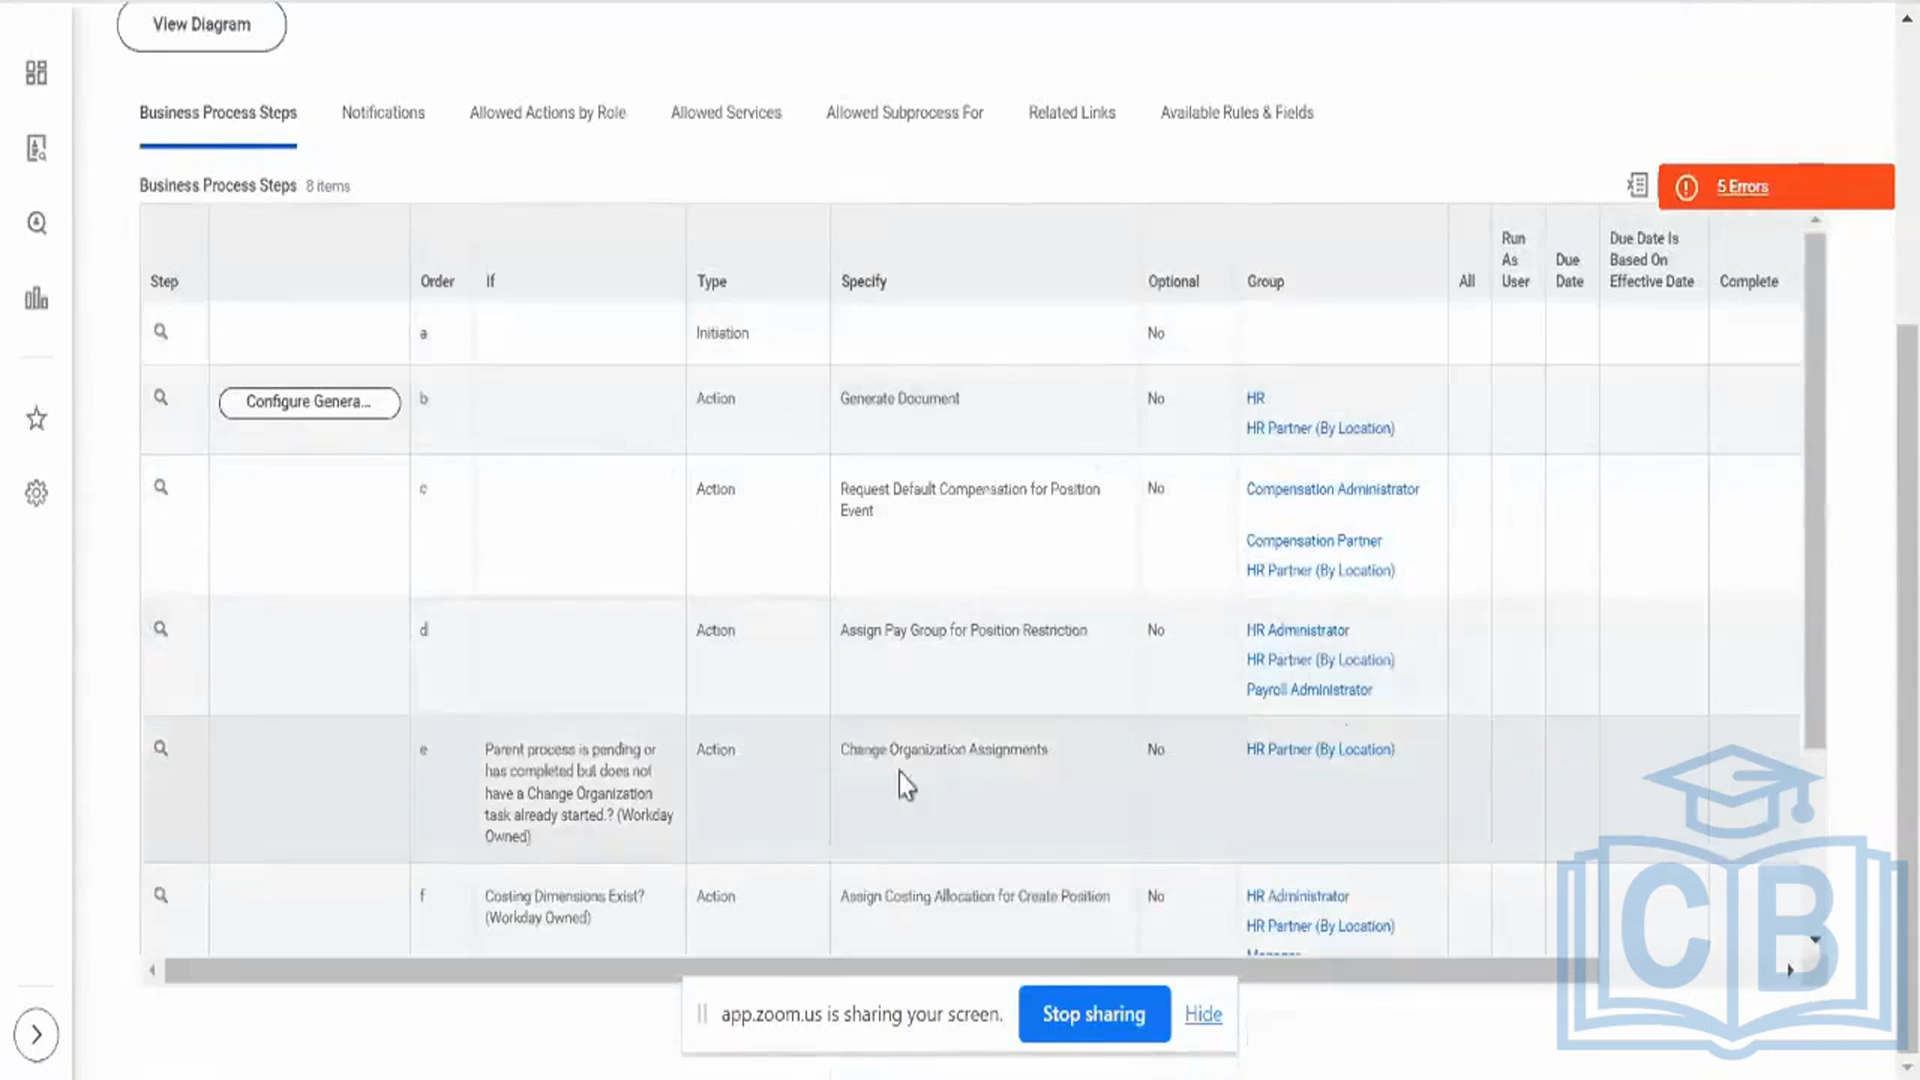 View Diagram
Business Process Steps Notifications Allowed Actions by Role Allowed Services Allowed Subprocess For Related Links Available Rules & Fields
Business Process Steps 8 items
5 Errors
Step Order If Type Specify Optional Group All Run As User Due Date Due Date Is Based On Effective Date Complete
a Initiation No
Configure Genera... b Action Generate Document No HR
HR Partner (By Location)
c Action Request Default Compensation for Position No Compensation Administrator
Event
Compensation Partner
HR Partner (By Location)
d Action Assign Pay Group for Position Restriction No HR Administrator
HR Partner (By Location)
Payroll Administrator
e Parent process is pending or Action Change Organization Assignments No HR Partner (By Location)
has completed but does not
have a Change Organization
task already started.? (Workday
Owned)
f Costing Dimensions Exist? Action Assign Costing Allocation for Create Position No HR Administrator
(Workday Owned) HR Partner (By Location)
app.zoom.us is sharing your screen. Stop sharing Hide
CB